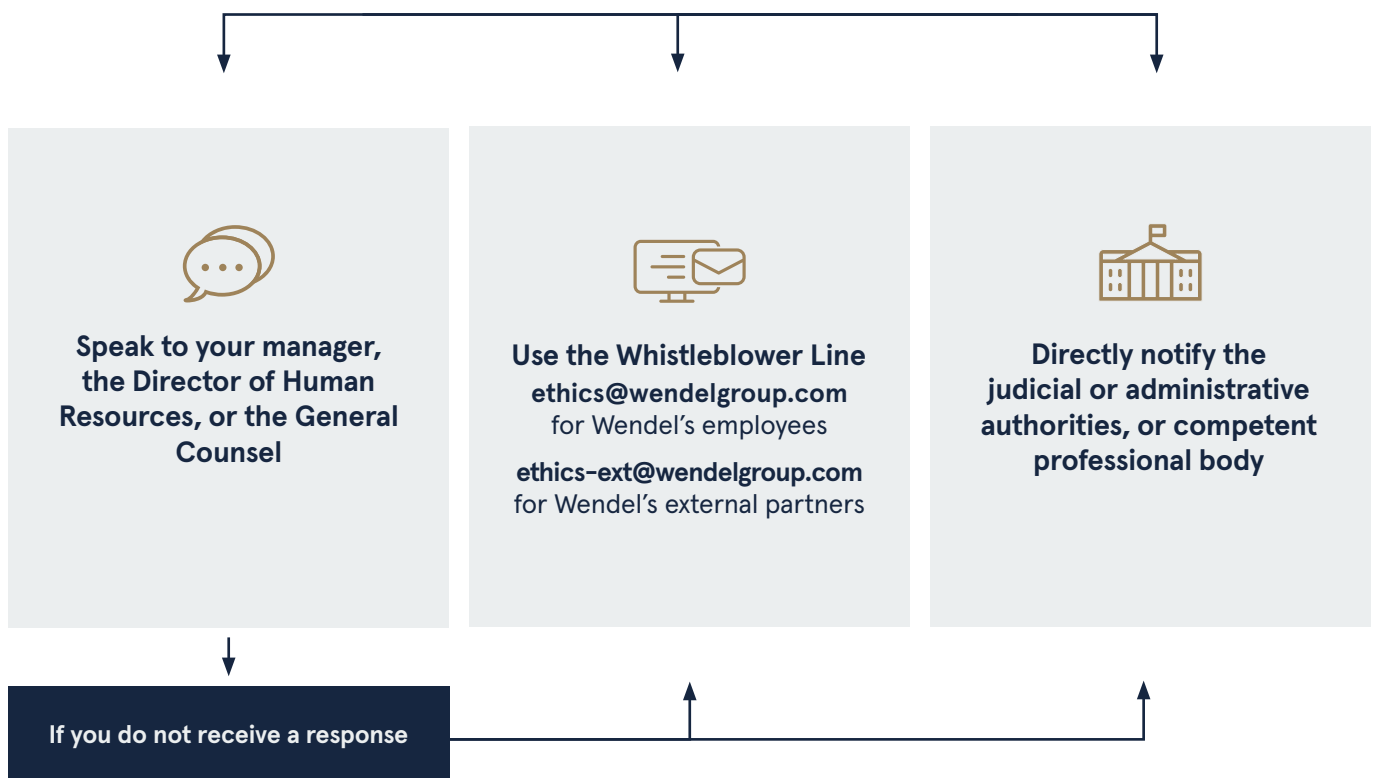 Speak to your manager,
the Director of Human
Resources, or the General
Counsel
Use the Whistleblower Line
ethics@wendelgroup.com
for Wendel’s employees
ethics-ext@wendelgroup.com
for Wendel’s external partners
Directly notify the
judicial or administrative
authorities, or competent
professional body
If you do not receive a response